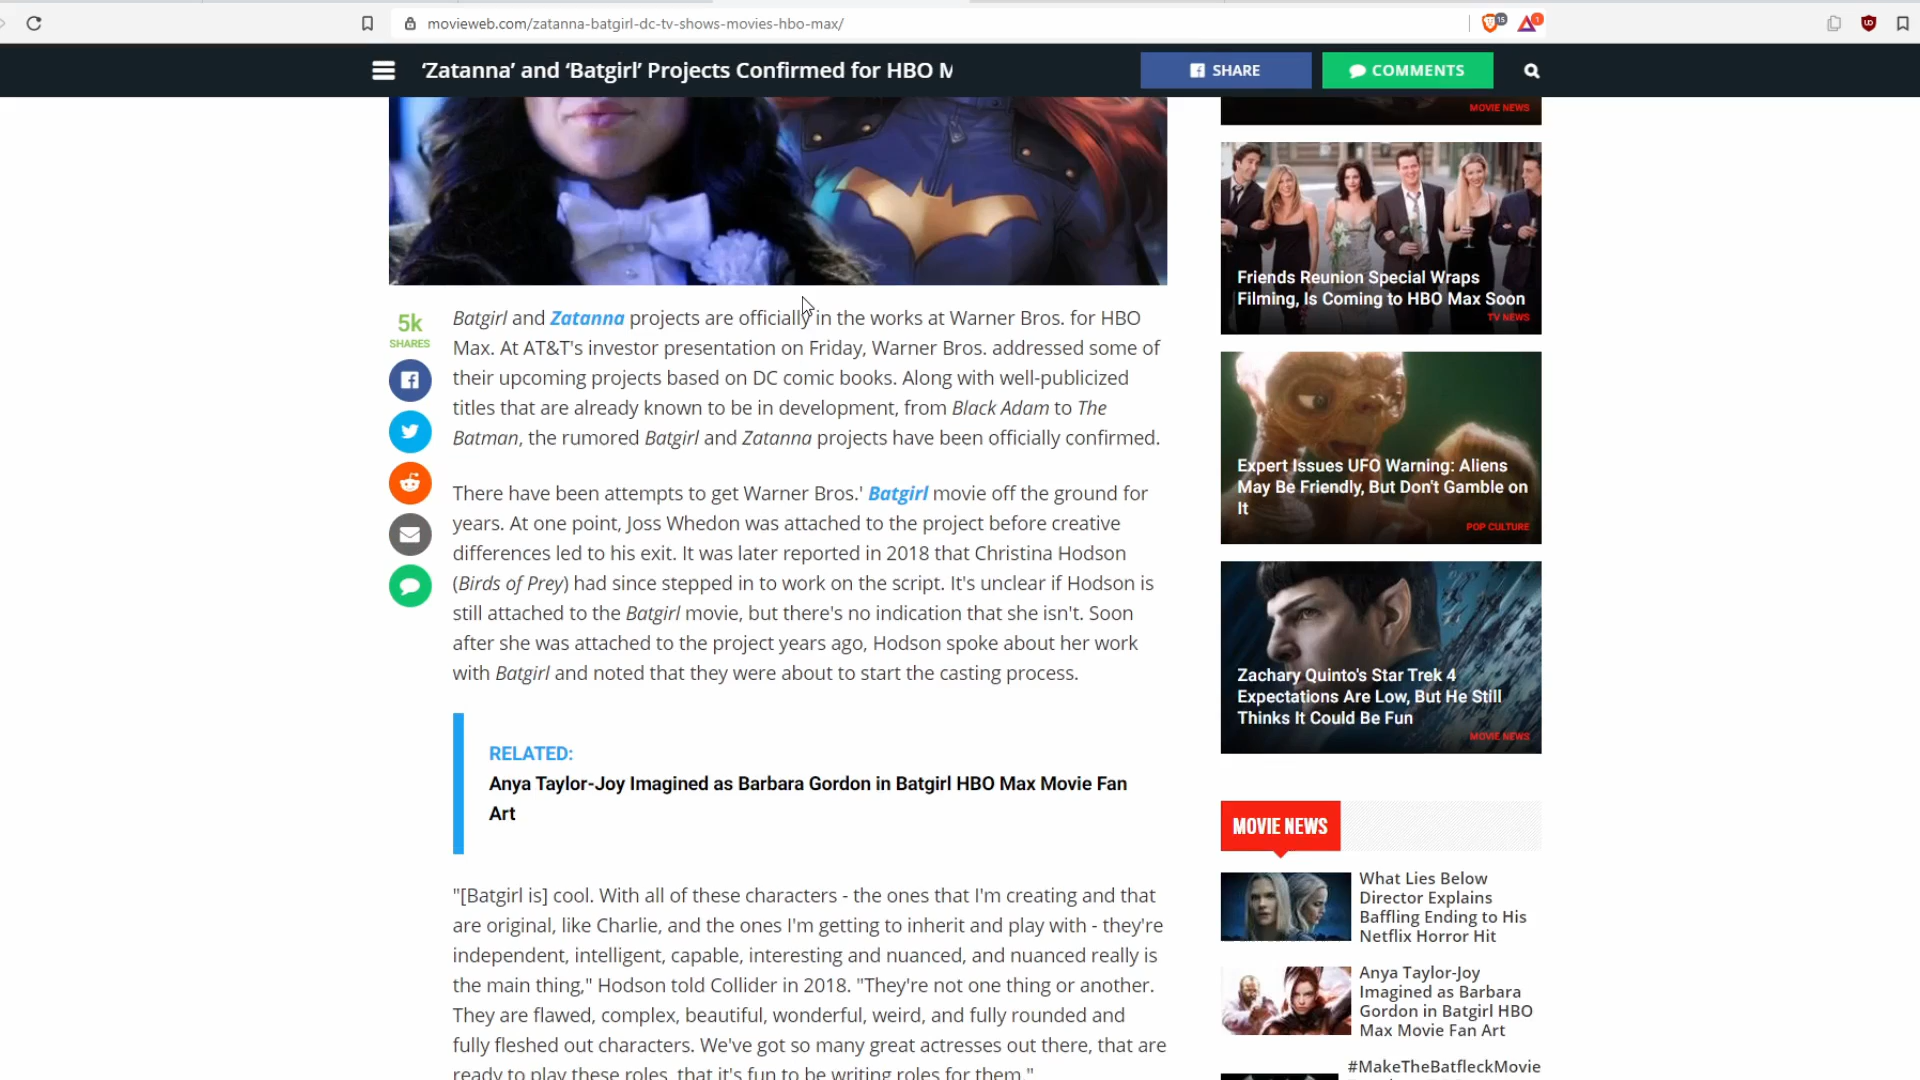 movieweb.com/zatanna-batgirl-dc-tv-shows-movies-hbo-max/
15
1
‘Zatanna’ and ‘Batgirl’ Projects Confirmed for HBO M
SHARE
COMMENTS
5k
SHARES
Batgirl and Zatanna projects are officially in the works at Warner Bros. for HBO
Max. At AT&T's investor presentation on Friday, Warner Bros. addressed some of
their upcoming projects based on DC comic books. Along with well-publicized
titles that are already known to be in development, from Black Adam to The
Batman, the rumored Batgirl and Zatanna projects have been officially confirmed.
There have been attempts to get Warner Bros.' Batgirl movie off the ground for
years. At one point, Joss Whedon was attached to the project before creative
differences led to his exit. It was later reported in 2018 that Christina Hodson
(Birds of Prey) had since stepped in to work on the script. It's unclear if Hodson is
still attached to the Batgirl movie, but there's no indication that she isn't. Soon
after she was attached to the project years ago, Hodson spoke about her work
with Batgirl and noted that they were about to start the casting process.
RELATED:
Anya Taylor-Joy Imagined as Barbara Gordon in Batgirl HBO Max Movie Fan
Art
"[Batgirl is] cool. With all of these characters - the ones that I'm creating and that
are original, like Charlie, and the ones I'm getting to inherit and play with - they're
independent, intelligent, capable, interesting and nuanced, and nuanced really is
the main thing," Hodson told Collider in 2018. "They're not one thing or another.
They are flawed, complex, beautiful, wonderful, weird, and fully rounded and
fully fleshed out characters. We've got so many great actresses out there, that are
ready to play these roles, that it's fun to be writing roles for them."
MOVIE NEWS
Friends Reunion Special Wraps
Filming, Is Coming to HBO Max Soon
TV NEWS
Expert Issues UFO Warning: Aliens
May Be Friendly, But Don't Gamble on
It
POP CULTURE
Zachary Quinto's Star Trek 4
Expectations Are Low, But He Still
Thinks It Could Be Fun
MOVIE NEWS
MOVIE NEWS
What Lies Below
Director Explains
Baffling Ending to His
Netflix Horror Hit
Anya Taylor-Joy
Imagined as Barbara
Gordon in Batgirl HBO
Max Movie Fan Art
#MakeTheBatfleckMovie